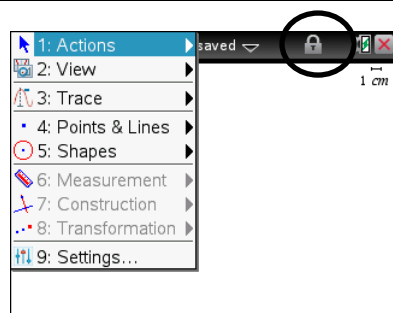 1: Actions
saved
2: View
1 cm
3: Trace
4: Points & Lines
5: Shapes
6: Measurement
7: Construction
8: Transformation
9: Settings...